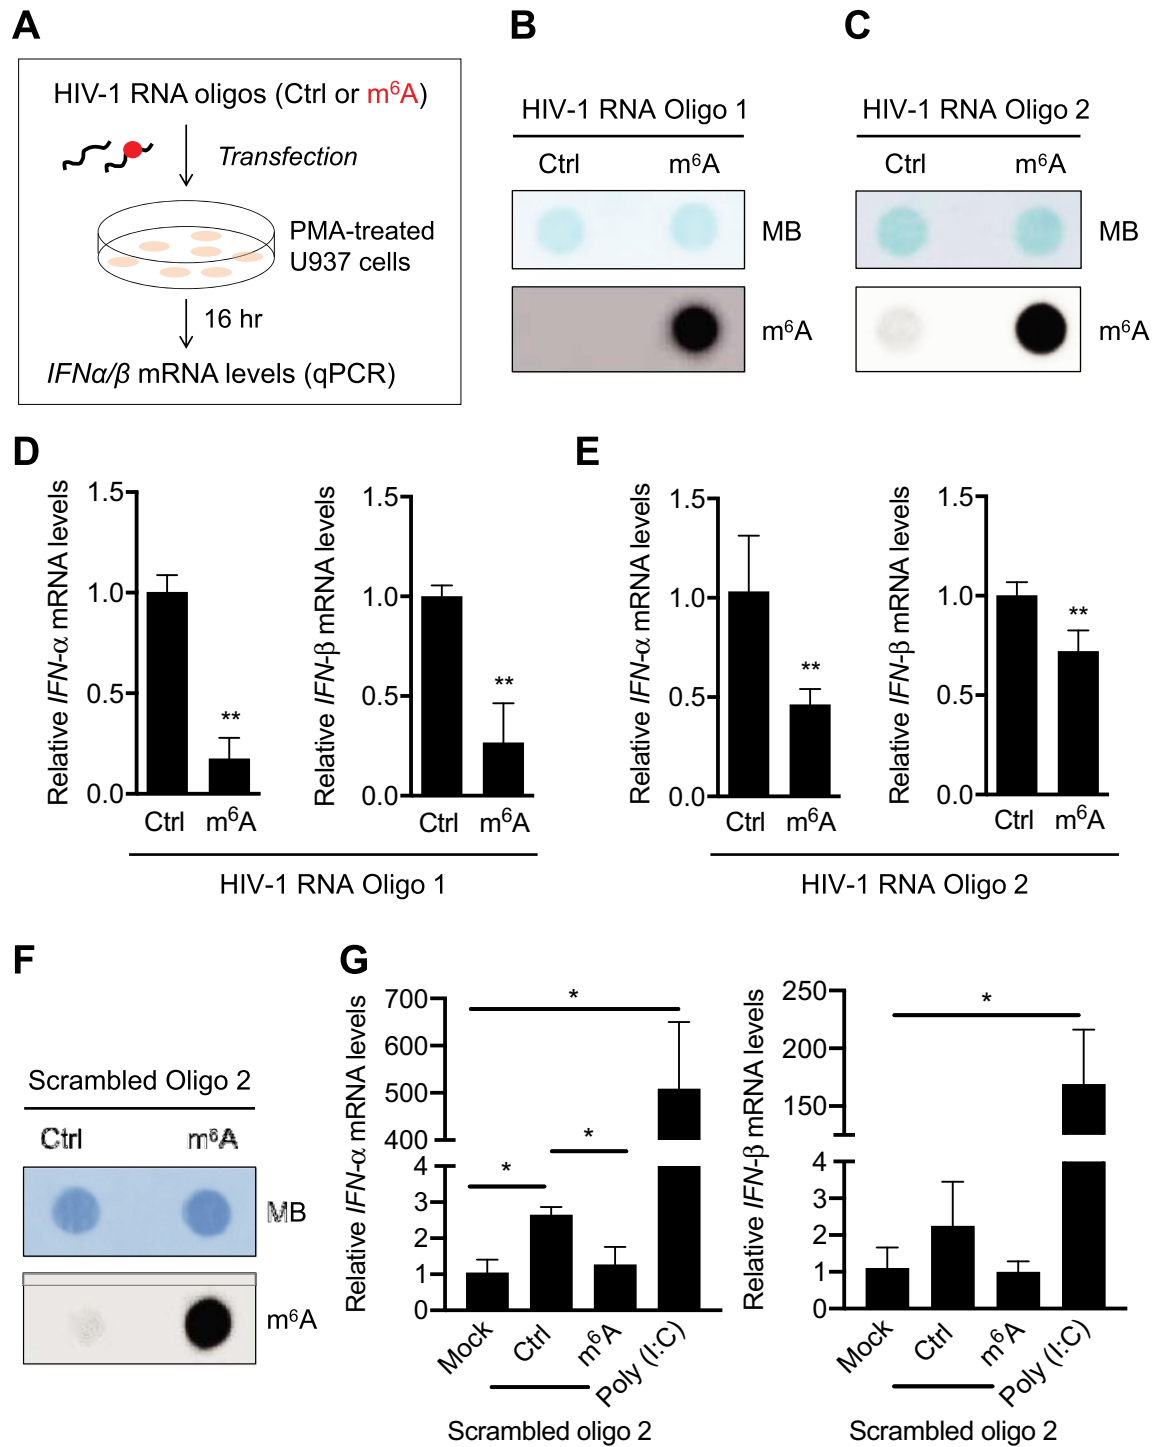 A
HIV-1 RNA oligos (Ctrl or m⁶A)
Transfection
PMA-treated
U937 cells
16 hr
IFNα/β mRNA levels (qPCR)
B
HIV-1 RNA Oligo 1
Ctrl m⁶A
MB
m⁶A
C
HIV-1 RNA Oligo 2
Ctrl m⁶A
MB
m⁶A
D
Relative IFN-α mRNA levels
1.5
1.0
0.5
0.0
**
Ctrl m⁶A
Relative IFN-β mRNA levels
1.5
1.0
0.5
0.0
**
Ctrl m⁶A
HIV-1 RNA Oligo 1
E
Relative IFN-α mRNA levels
1.5
1.0
0.5
0.0
**
Ctrl m⁶A
Relative IFN-β mRNA levels
1.5
1.0
0.5
0.0
**
Ctrl m⁶A
HIV-1 RNA Oligo 2
F
Scrambled Oligo 2
Ctrl m⁶A
MB
m⁶A
G
Relative IFN-α mRNA levels
700
600
500
400
4
3
2
1
0
*
*
*
Mock Ctrl m⁶A Poly (I:C)
Scrambled oligo 2
Relative IFN-β mRNA levels
250
200
150
4
3
2
1
0
*
Mock Ctrl m⁶A Poly (I:C)
Scrambled oligo 2